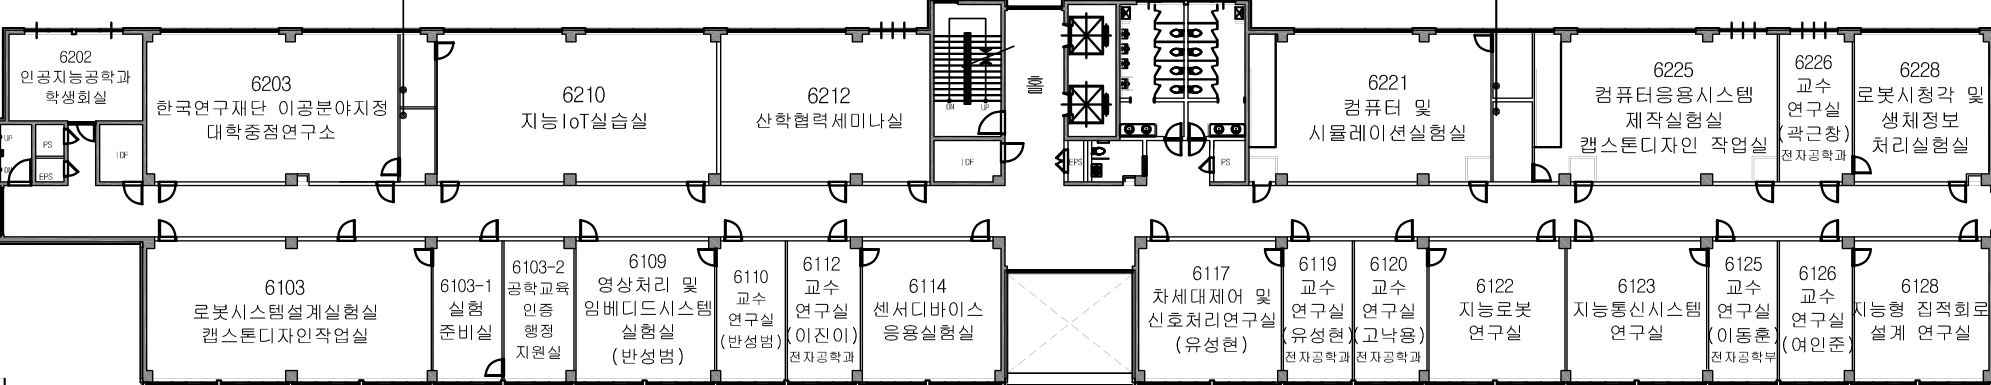 6202
인공지능공학과
학생회실
6203
한국연구재단 이공분야지정
대학중점연구소
6210
지능IoT실습실
6212
산학협력세미나실
DN
UP
홀
6221
컴퓨터 및
시뮬레이션실험실
6225
컴퓨터응용시스템
제작실험실
캡스톤디자인 작업실
6226
교수
연구실
(곽근창)
전자공학과
6228
로봇시청각 및
생체정보
처리실험실
UP
DN
PS
EPS
IDF
IDF
EPS
PS
6103
로봇시스템설계실험실
캡스톤디자인작업실
6103-1
실험
준비실
6103-2
공학교육
인증
행정
지원실
6109
영상처리 및
임베디드시스템
실험실
(반성범)
6110
교수
연구실
(반성범)
6112
교수
연구실
(이진이)
전자공학과
6114
센서디바이스
응용실험실
6117
차세대제어 및
신호처리연구실
(유성현)
6119
교수
연구실
(유성현)
전자공학과
6120
교수
연구실
(고낙용)
전자공학과
6122
지능로봇
연구실
6123
지능통신시스템
연구실
6125
교수
연구실
(이동훈)
전자공학부
6126
교수
연구실
(여인준)
6128
지능형 집적회로
설계 연구실